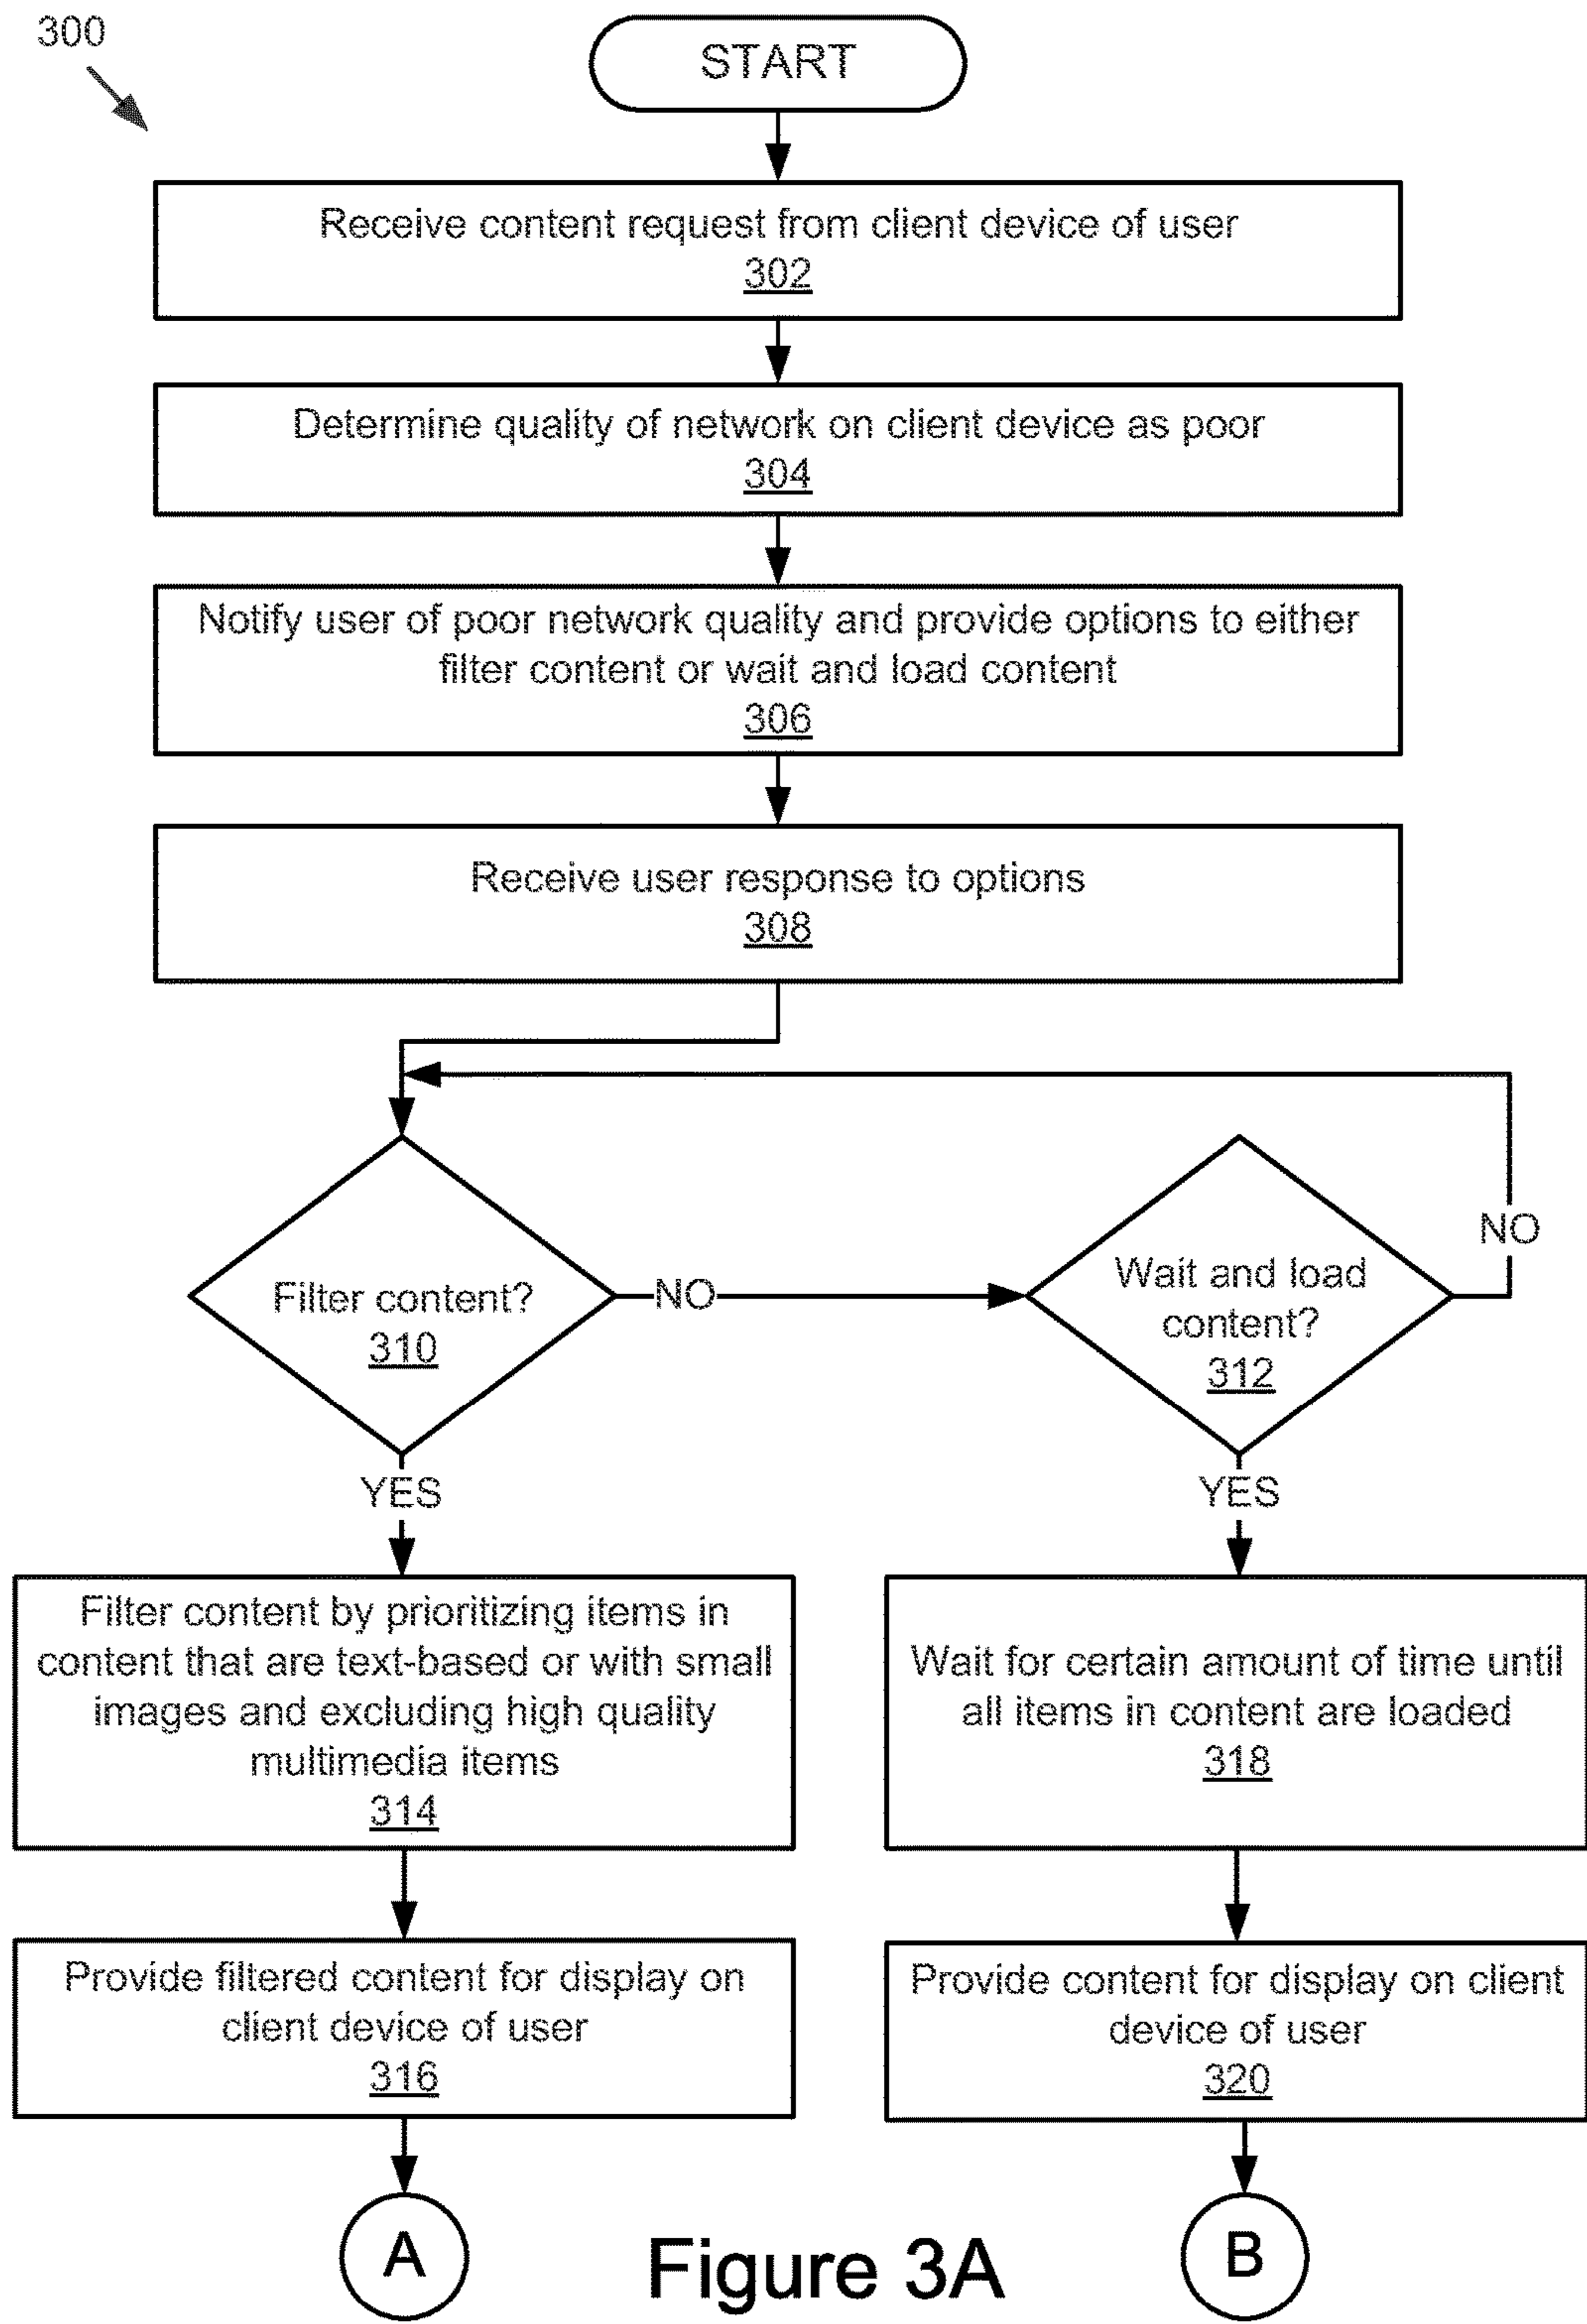 300
START
Receive content request from client device of user
302
Determine quality of network on client device as poor
304
Notify user of poor network quality and provide options to either
filter content or wait and load content
306
Receive user response to options
308
Filter content?
310
NO
Wait and load
content?
312
NO
YES
YES
Filter content by prioritizing items in
content that are text-based or with small
images and excluding high quality
multimedia items
314
Wait for certain amount of time until
all items in content are loaded
318
Provide filtered content for display on
client device of user
316
Provide content for display on client
device of user
320
A
B
Figure 3A